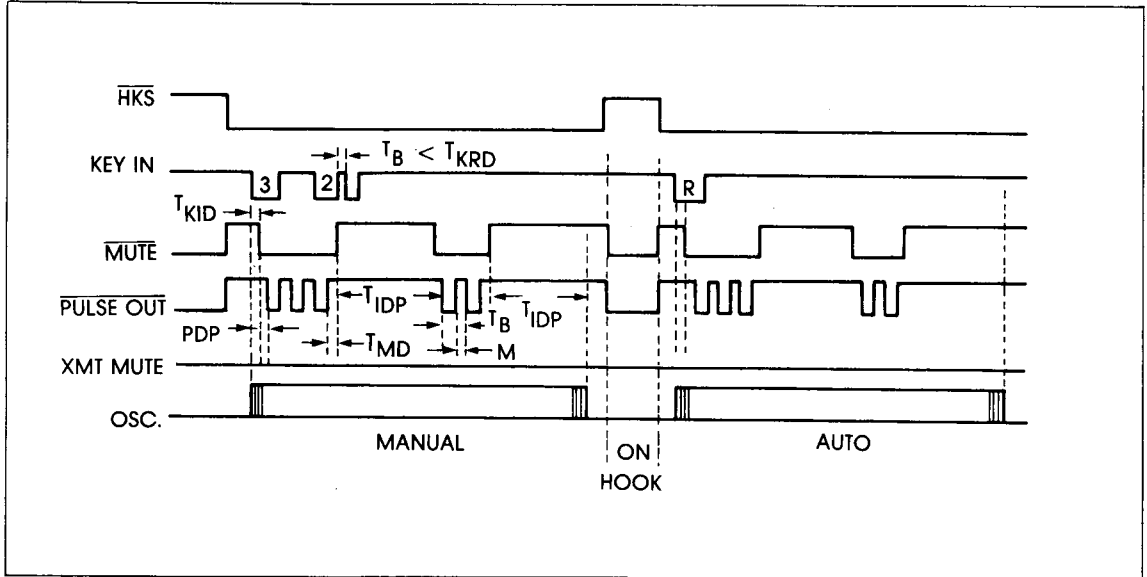 HKS
KEY IN
3
2
T_B < T_KRD
R
T_KID
MUTE
PULSE OUT
T_IDP
T_B
T_IDP
PDP
T_MD
M
XMT MUTE
OSC.
MANUAL
ON
HOOK
AUTO